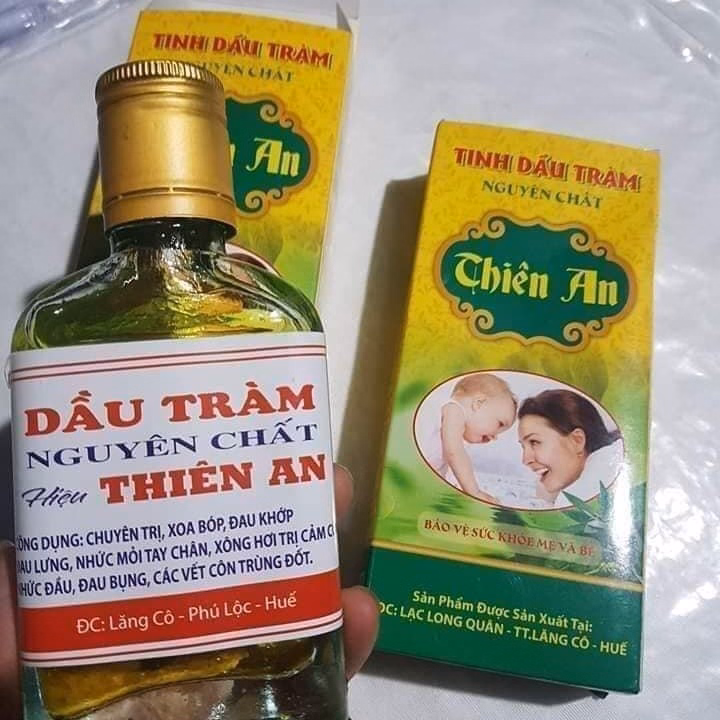 TINH DẦU TRÀM
NGUYÊN CHẤT
An
DẦU TRÀM
NGUYÊN CHẤT
Hiệu THIÊN AN
CÔNG DỤNG: CHUYÊN TRỊ, XOA BÓP, ĐAU KHỚP
ĐAU LƯNG, NHỨC MỎI TAY CHÂN, XÔNG HƠI TRỊ CẢM
NHỨC ĐẦU, ĐAU BỤNG, CÁC VẾT CÔN TRÙNG ĐỐT.
ĐC: Lăng Cô - Phú Lộc - Huế
TINH DẦU TRÀM
NGUYÊN CHẤT
Thiên An
BẢO VỆ SỨC KHỎE MẸ VÀ BÉ
Sản Phẩm Được Sản Xuất Tại:
ĐC: LẠC LONG QUÂN - TT.LĂNG CÔ - HUẾ